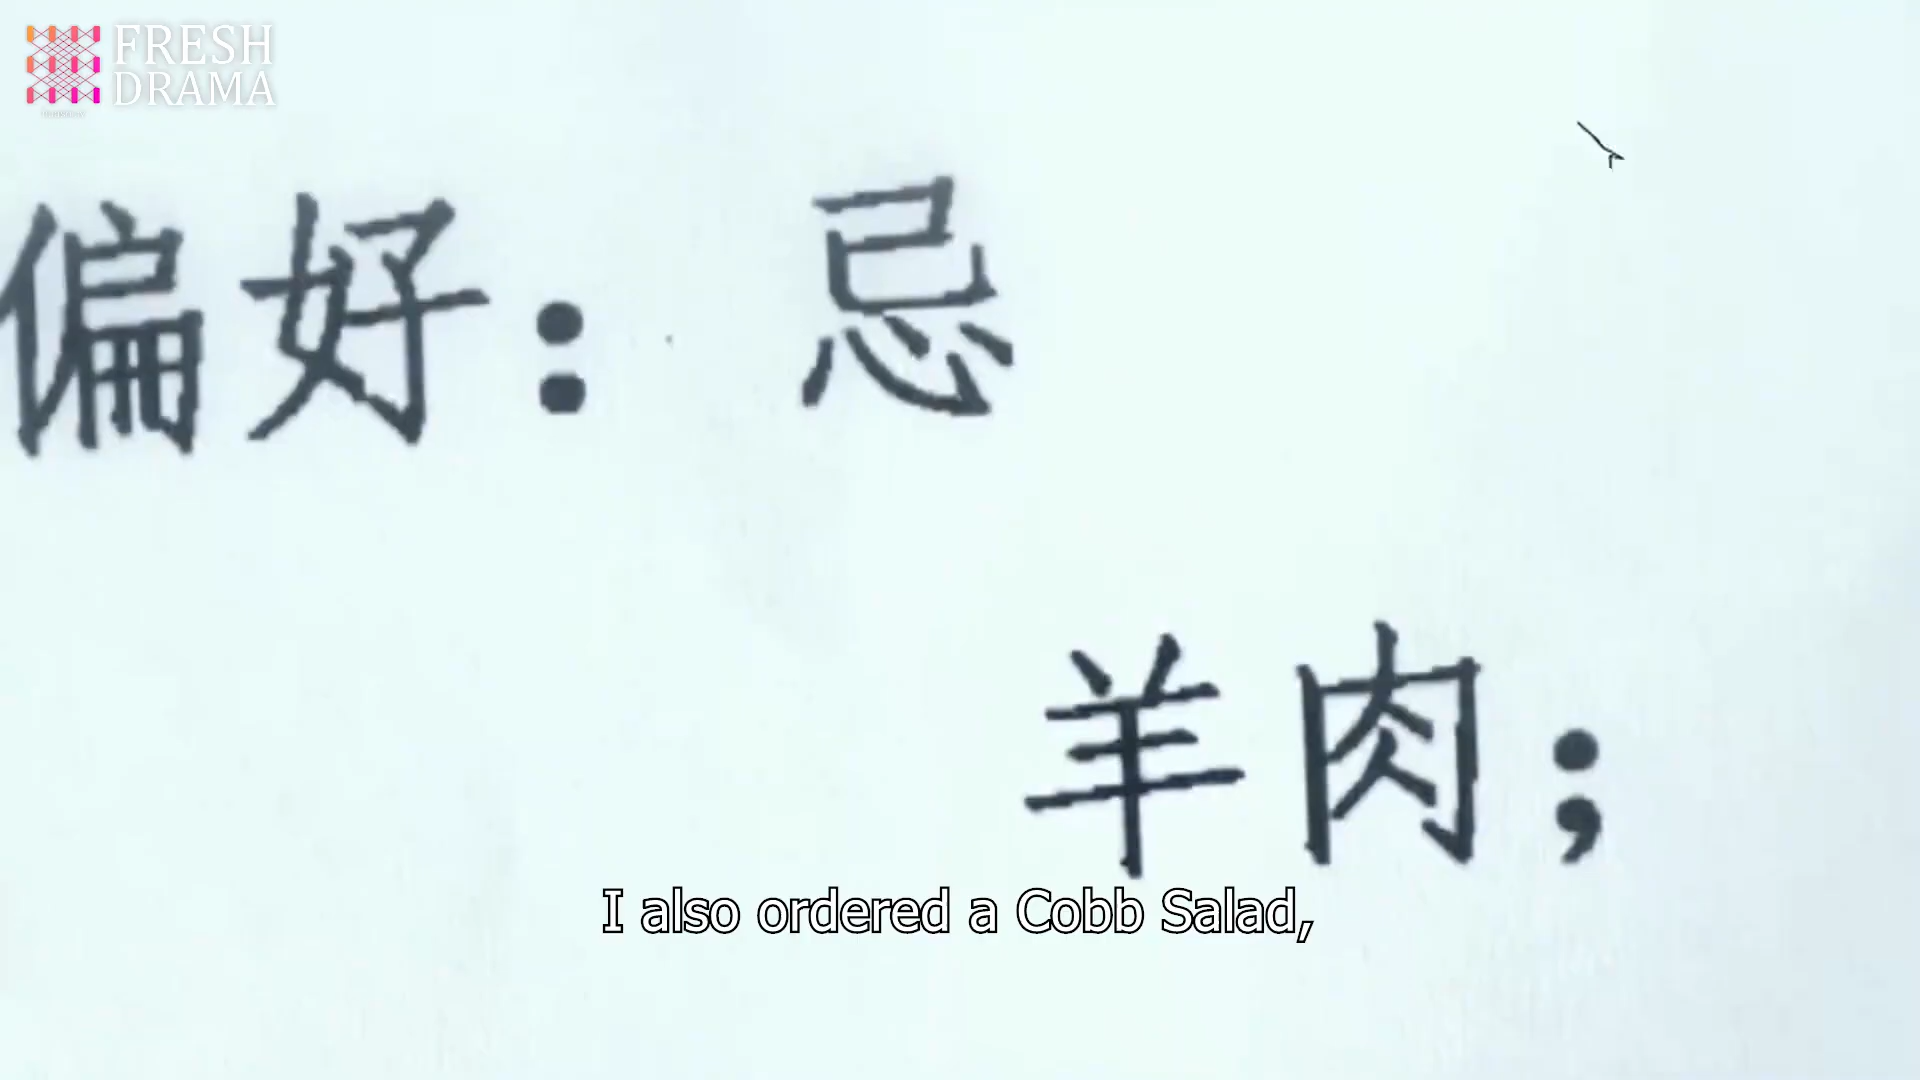 FRESH
DRAMA
偏好：忌
羊肉；
I also ordered a Cobb Salad,